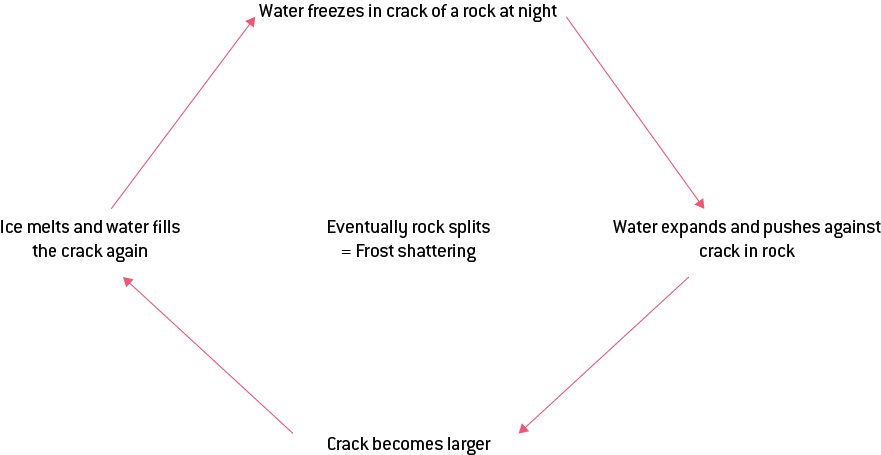 Water freezes in crack of a rock at night
Ice melts and water fills
the crack again
Eventually rock splits
= Frost shattering
Water expands and pushes against
crack in rock
Crack becomes larger